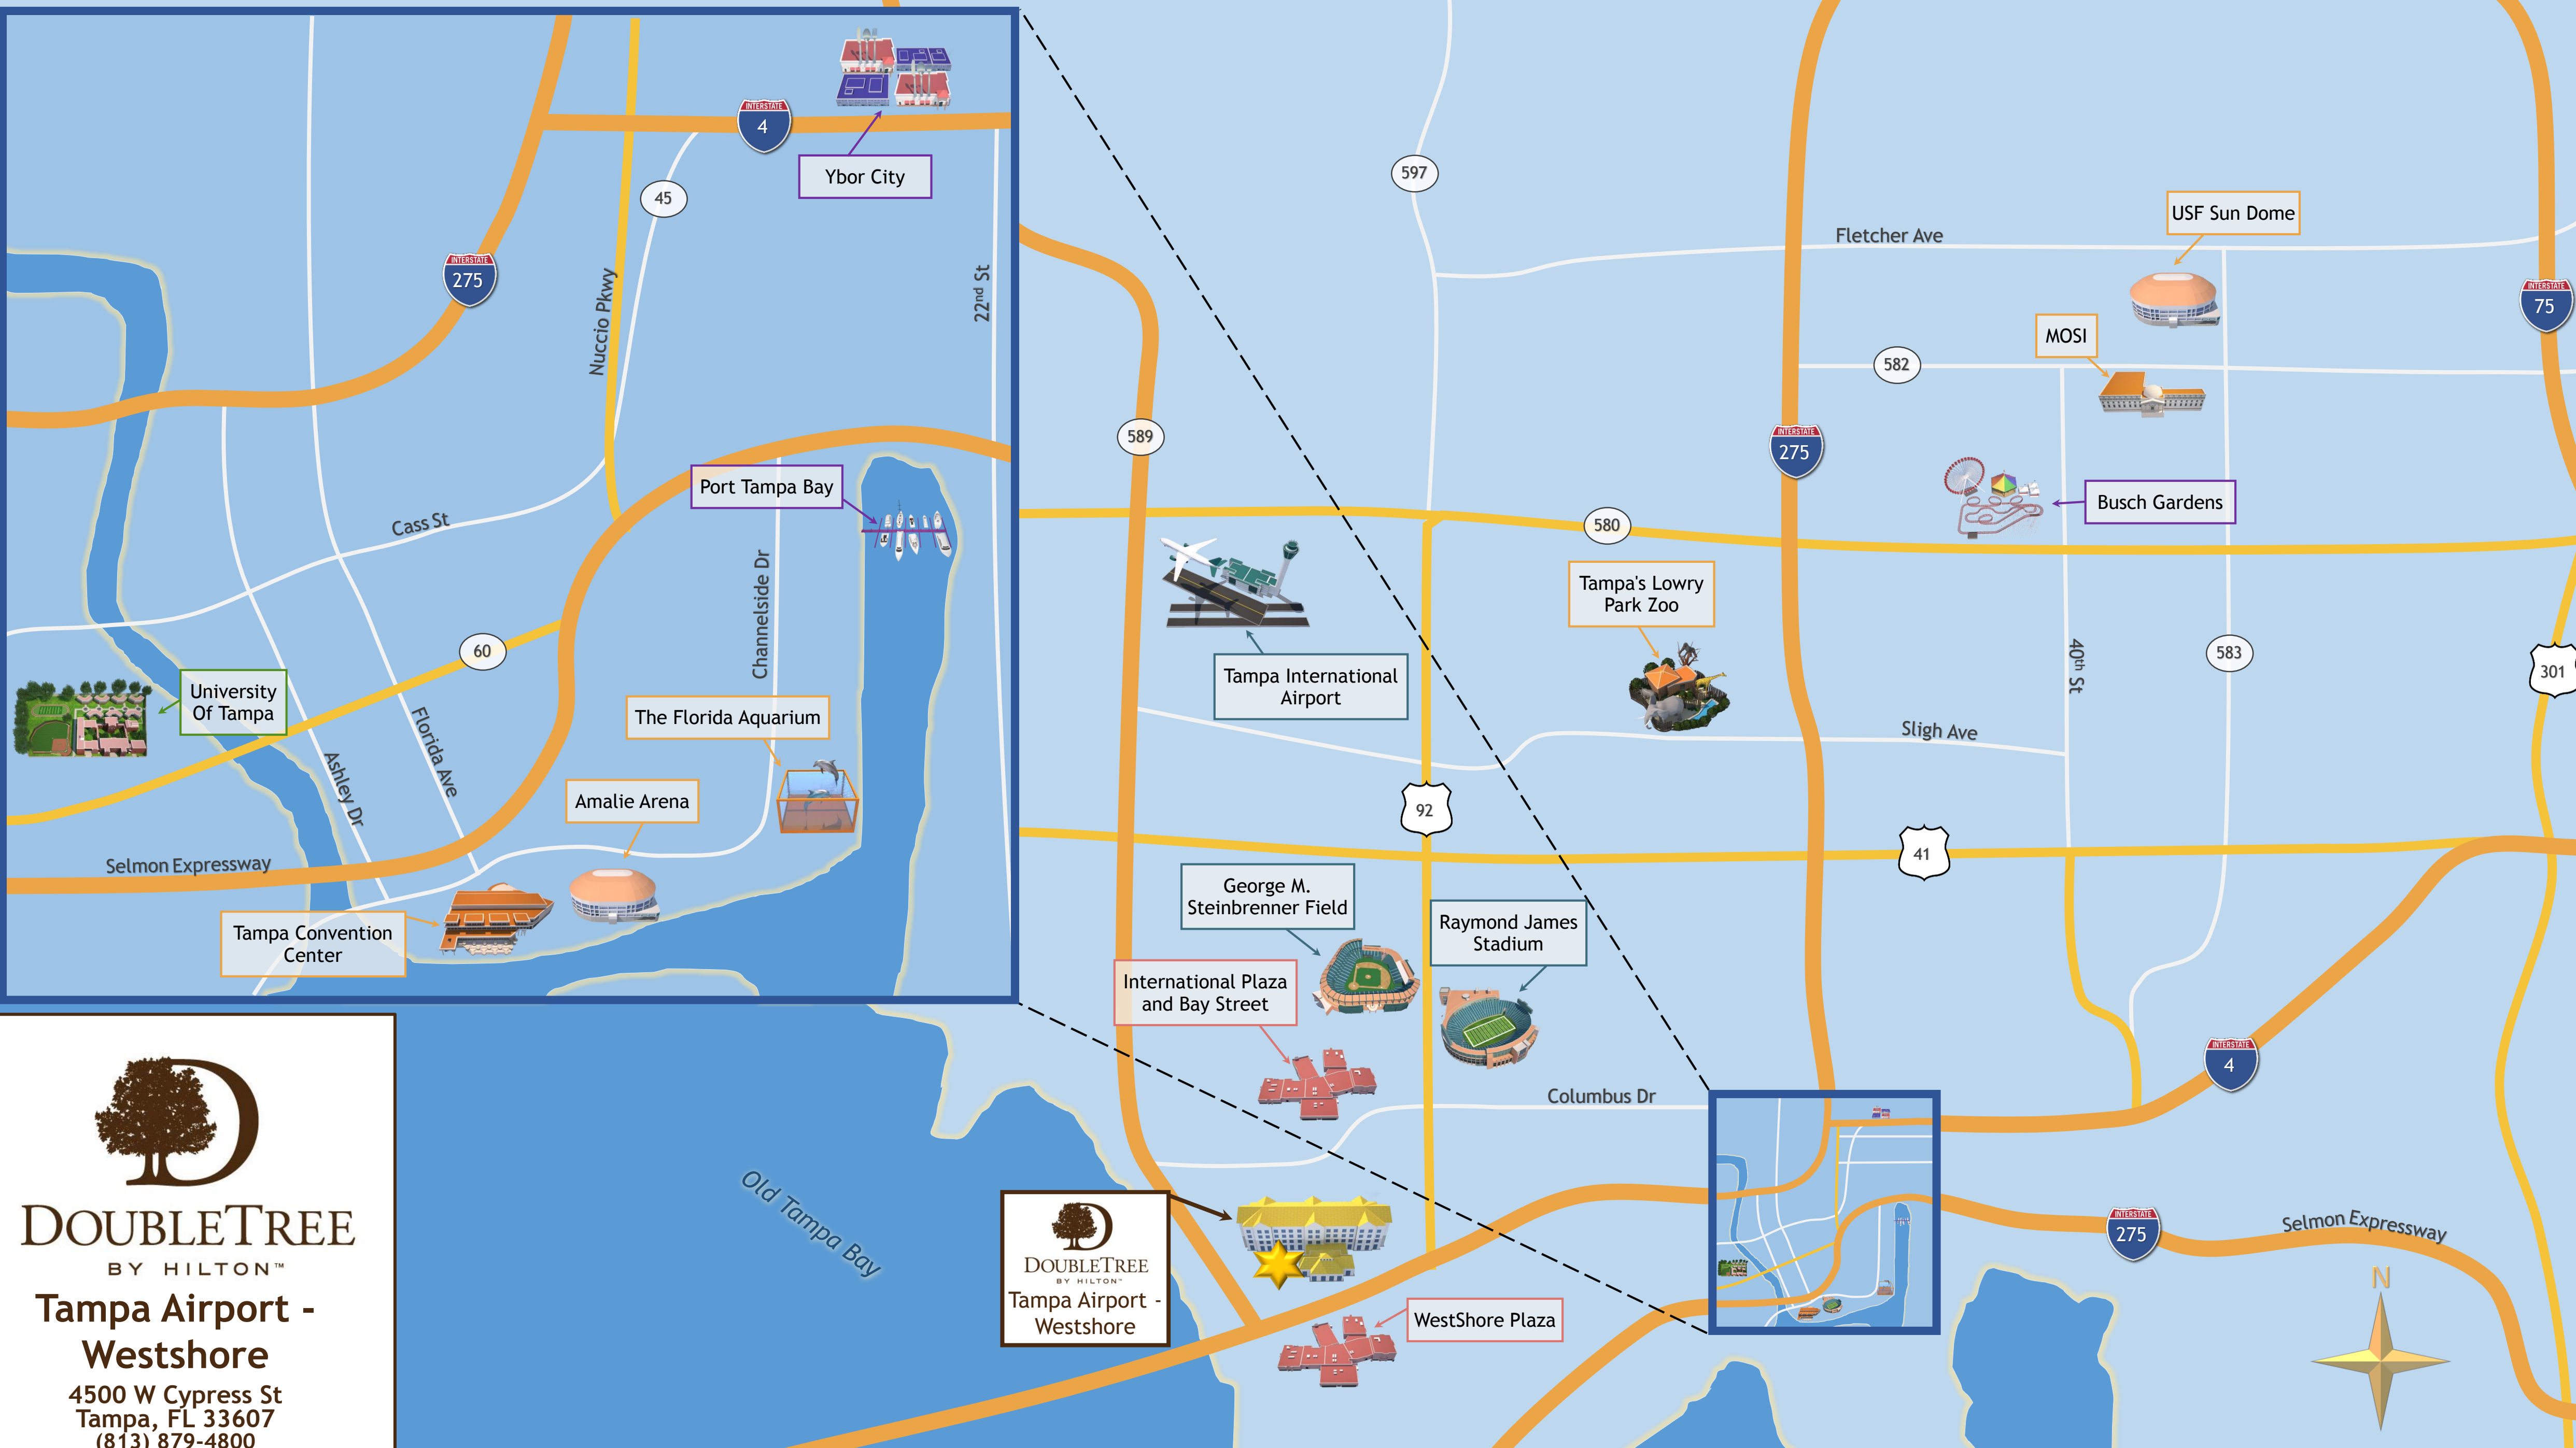 INTERSTATE
4
Ybor City
45
INTERSTATE
275
Nuccio Pkwy
22nd St
Port Tampa Bay
Cass St
Channelside Dr
60
University
Of Tampa
The Florida Aquarium
Florida Ave
Ashley Dr
Amalie Arena
Selmon Expressway
Tampa Convention
Center
597
Fletcher Ave
USF Sun Dome
INTERSTATE
75
MOSI
582
589
INTERSTATE
275
Busch Gardens
580
Tampa's Lowry
Park Zoo
Tampa International
Airport
40th St
583
301
Sligh Ave
92
41
George M.
Steinbrenner Field
Raymond James
Stadium
International Plaza
and Bay Street
INTERSTATE
4
Columbus Dr
Old Tampa Bay
DOUBLETREE
BY HILTON™
Tampa Airport -
Westshore
INTERSTATE
275
Selmon Expressway
N
WestShore Plaza
D
DOUBLETREE
BY HILTON™
Tampa Airport -
Westshore
4500 W Cypress St
Tampa, FL 33607
(813) 879-4800